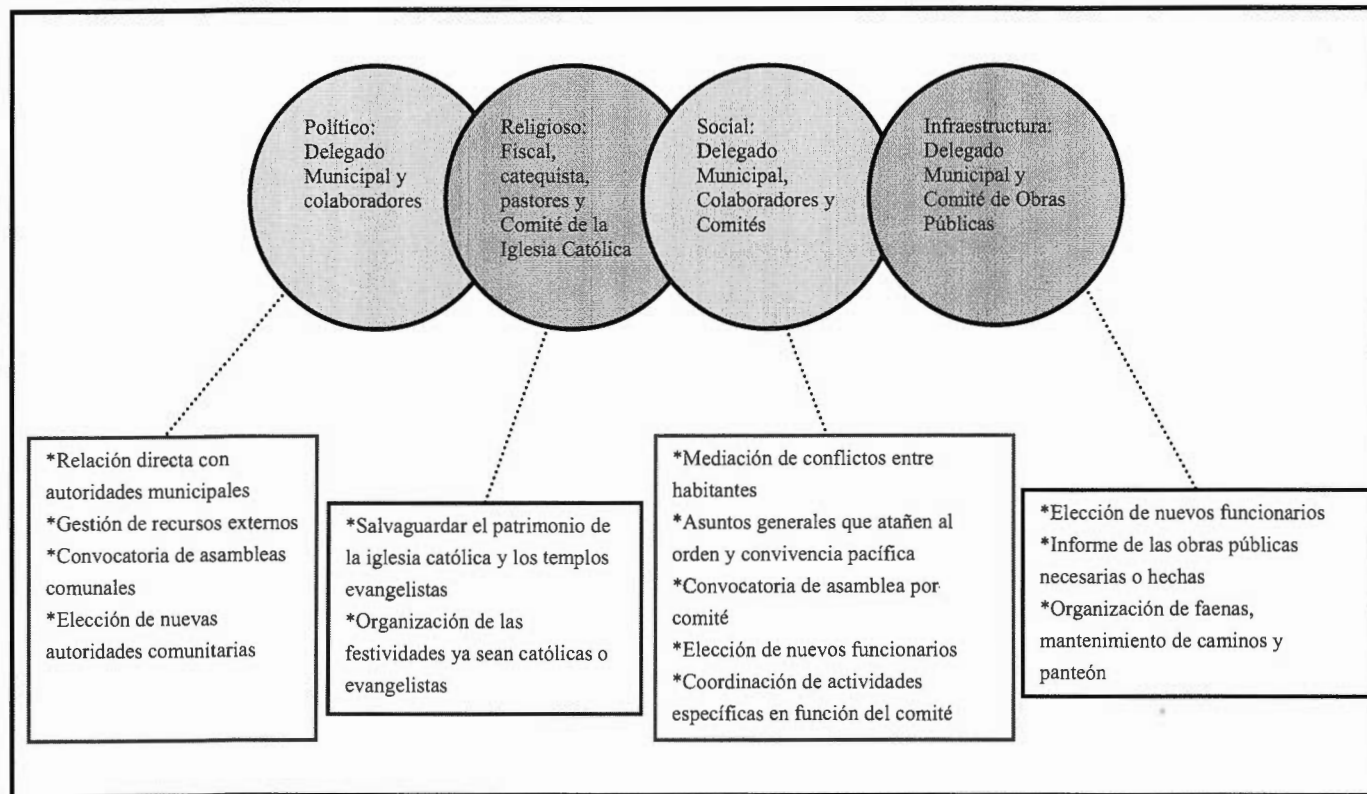 Político:
Delegado
Municipal y
colaboradores
Religioso:
Fiscal,
catequista,
pastores y
Comité de la
Iglesia Católica
Social:
Delegado
Municipal,
Colaboradores y
Comités
Infraestructura:
Delegado
Municipal y
Comité de Obras
Públicas
*Relación directa con
autoridades municipales
*Gestión de recursos externos
*Convocatoria de asambleas
comunales
*Elección de nuevas
autoridades comunitarias
*Salvaguardar el patrimonio de
la iglesia católica y los templos
evangelistas
*Organización de las
festividades ya sean católicas o
evangelistas
*Mediación de conflictos entre
habitantes
*Asuntos generales que atañen al
orden y convivencia pacífica
*Convocatoria de asamblea por
comité
*Elección de nuevos funcionarios
*Coordinación de actividades
específicas en función del comité
*Elección de nuevos funcionarios
*Informe de las obras públicas
necesarias o hechas
*Organización de faenas,
mantenimiento de caminos y
panteón